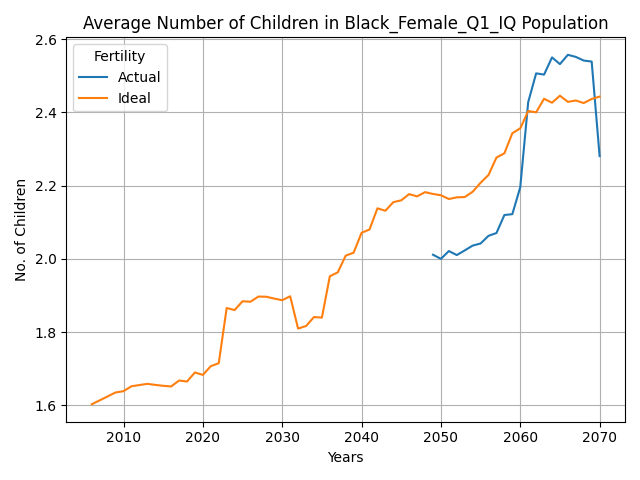 Average Number of Children in Black_Female_Q1_IQ Population
Fertility
Actual
Ideal
No. of Children
2.6
2.4
2.2
2.0
1.8
1.6
2010 2020 2030 2040 2050 2060 2070
Years